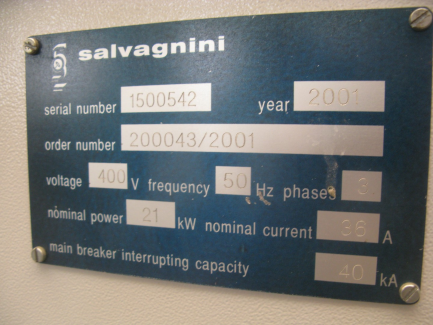 salvagnini
serial number 1500542 year 2001
order number 200043/2001
voltage 400 V frequency 50 Hz phases 3
nominal power 21 kW nominal current 36 A
main breaker interrupting capacity 40 kA